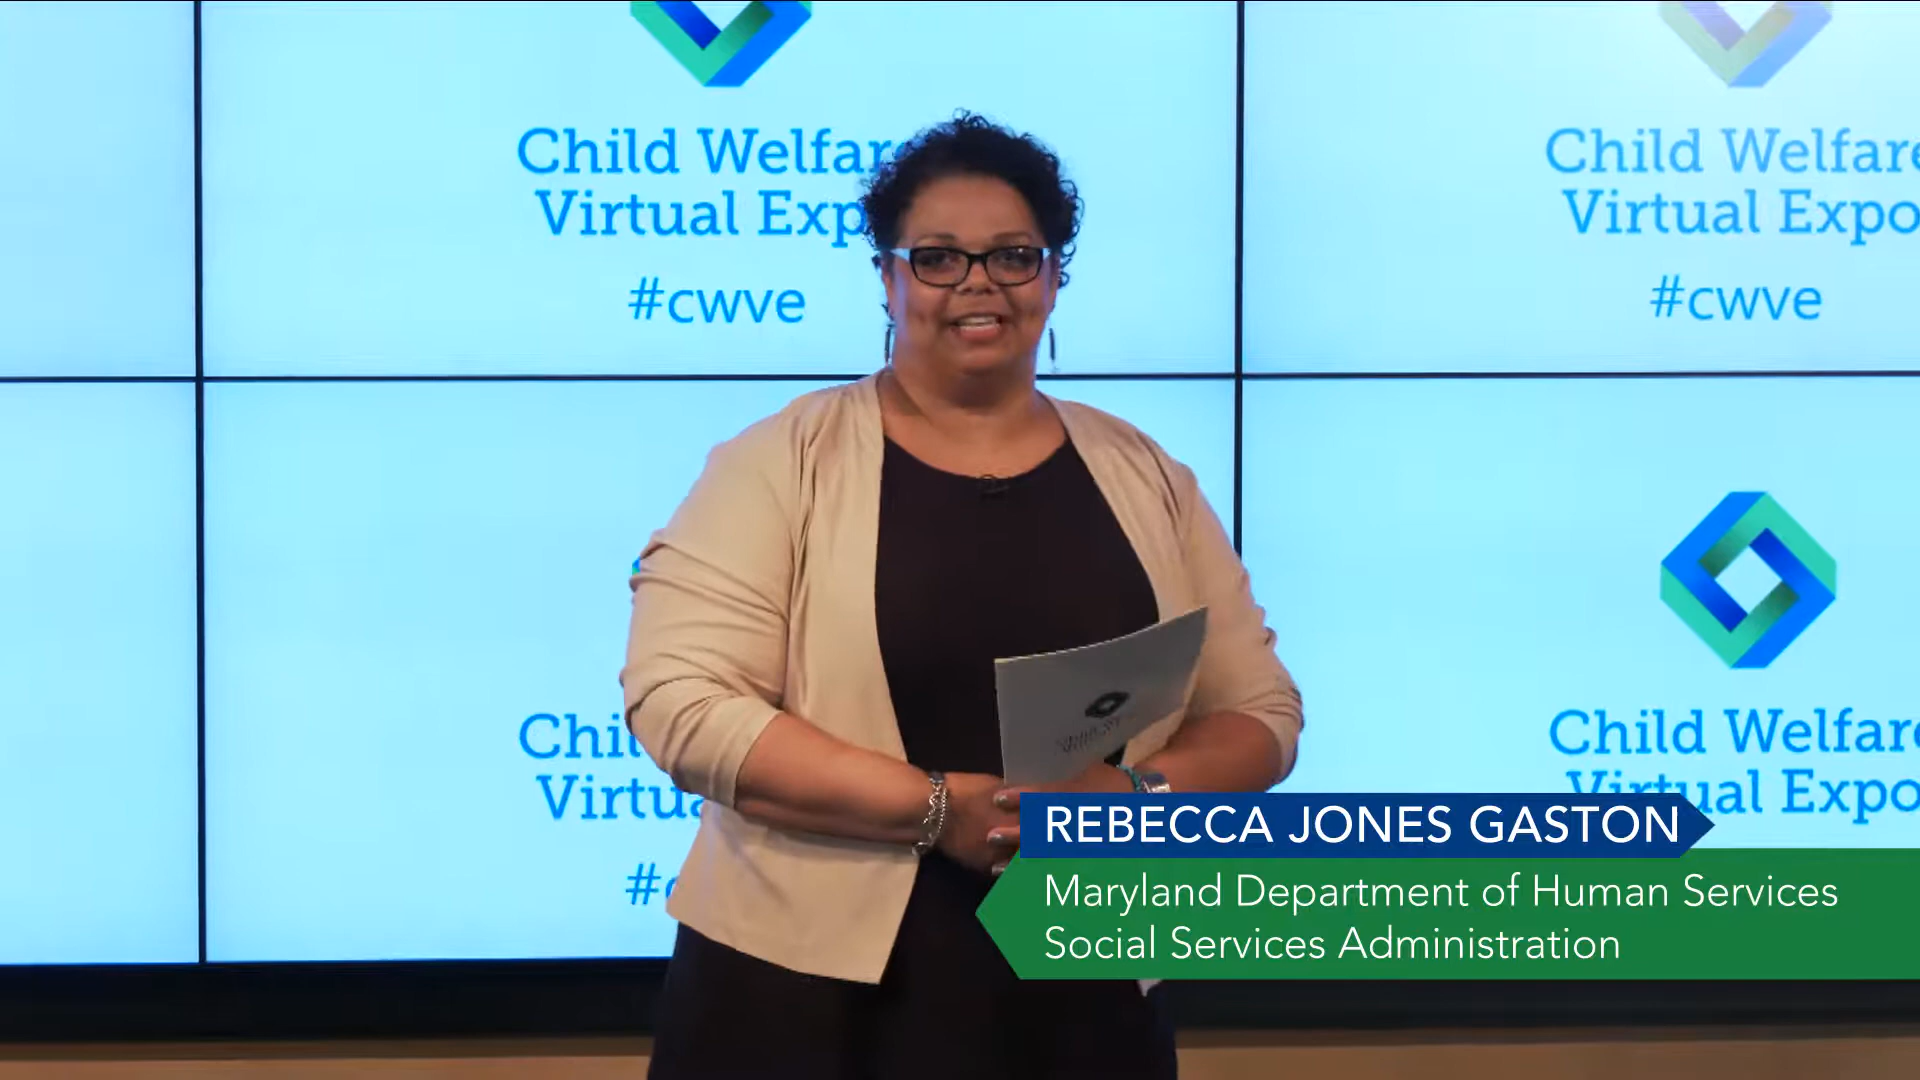 Child Welfar
Virtual Exp
#cwve
Child Welfare
Virtual Expo
#cwve
Chil
Virtua
#c
Child Welfare
Virtual Expo
REBECCA JONES GASTON
Maryland Department of Human Services
Social Services Administration